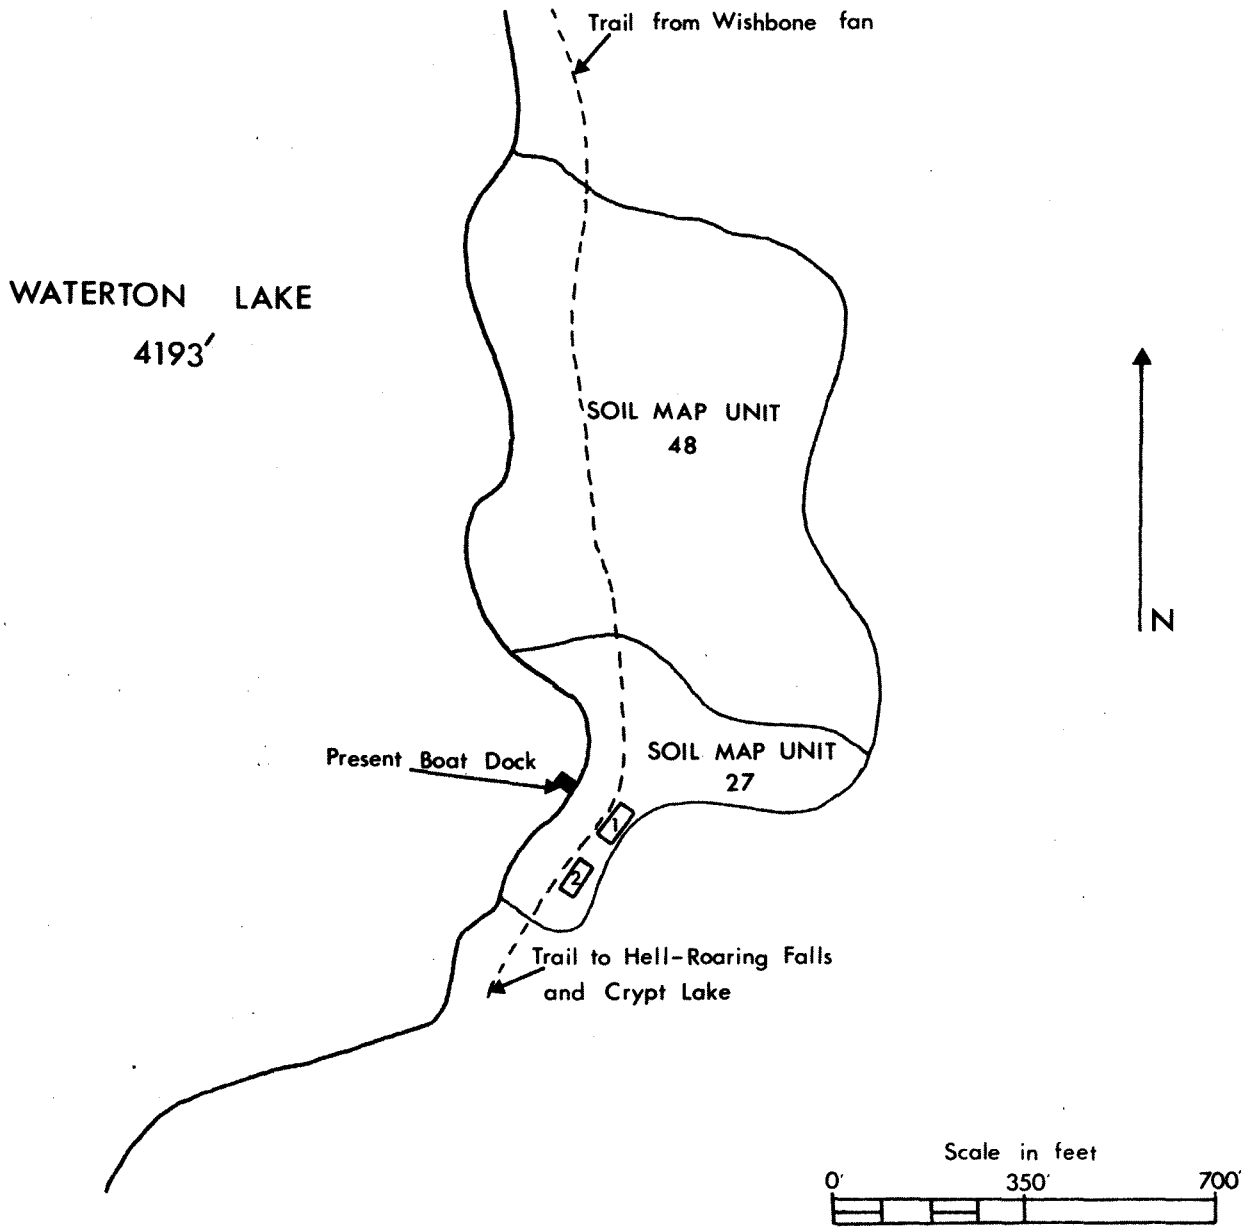 Trail from Wishbone fan
WATERTON LAKE
4193'
SOIL MAP UNIT
48
N
Present Boat Dock
SOIL MAP UNIT
27
1
2
Trail to Hell-Roaring Falls
and Crypt Lake
Scale in feet
0' 350' 700'